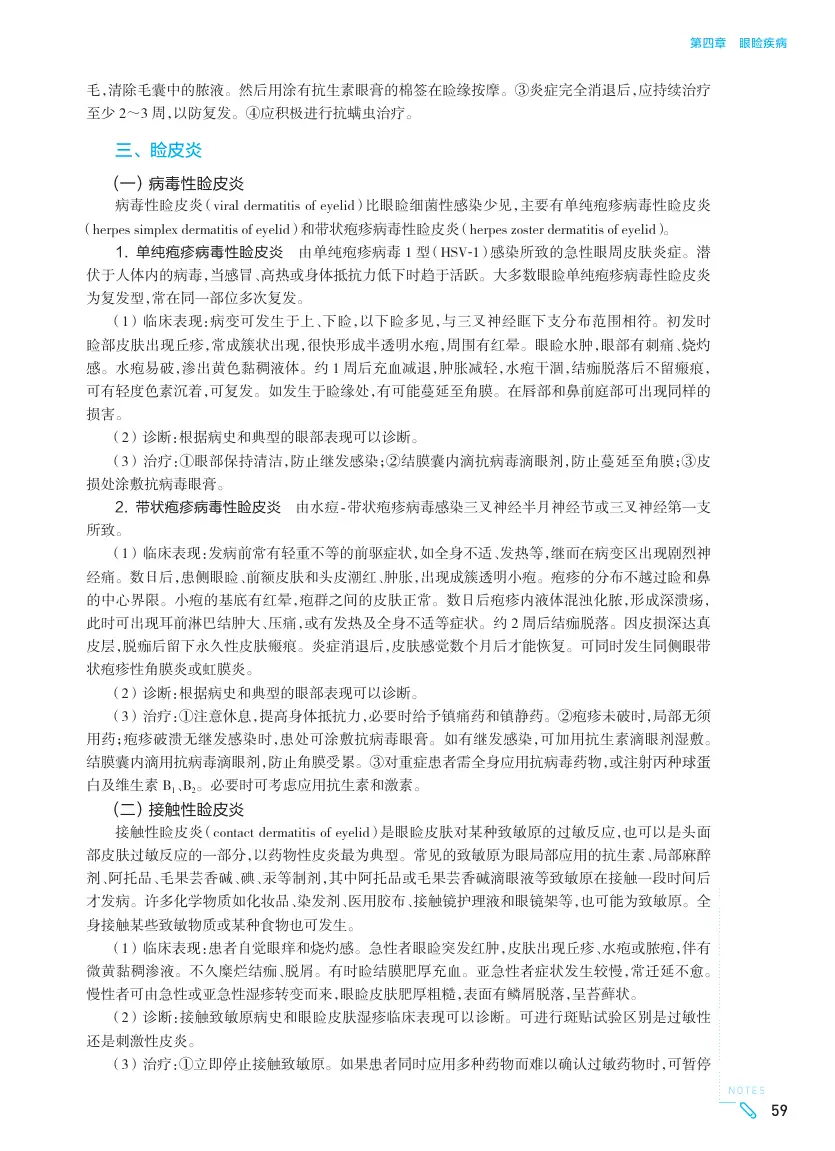 第四章 眼睑疾病
毛,清除毛囊中的脓液。然后用涂有抗生素眼膏的棉签在睑缘按摩。③炎症完全消退后,应持续治疗
至少 2～3 周,以防复发。④应积极进行抗螨虫治疗。
三、睑皮炎
(一) 病毒性睑皮炎
病毒性睑皮炎(viral dermatitis of eyelid)比眼睑细菌性感染少见,主要有单纯疱疹病毒性睑皮炎
(herpes simplex dermatitis of eyelid)和带状疱疹病毒性睑皮炎(herpes zoster dermatitis of eyelid)。
1. 单纯疱疹病毒性睑皮炎 由单纯疱疹病毒 1 型(HSV-1)感染所致的急性眼周皮肤炎症。潜
伏于人体内的病毒,当感冒、高热或身体抵抗力低下时趋于活跃。大多数眼睑单纯疱疹病毒性睑皮炎
为复发型,常在同一部位多次复发。
(1)临床表现:病变可发生于上、下睑,以下睑多见,与三叉神经眶下支分布范围相符。初发时
睑部皮肤出现丘疹,常成簇状出现,很快形成半透明水疱,周围有红晕。眼睑水肿,眼部有刺痛、烧灼
感。水疱易破,渗出黄色黏稠液体。约 1 周后充血减退,肿胀减轻,水疱干涸,结痂脱落后不留瘢痕,
可有轻度色素沉着,可复发。如发生于睑缘处,有可能蔓延至角膜。在唇部和鼻前庭部可出现同样的
损害。
(2)诊断:根据病史和典型的眼部表现可以诊断。
(3)治疗:①眼部保持清洁,防止继发感染;②结膜囊内滴抗病毒滴眼剂,防止蔓延至角膜;③皮
损处涂敷抗病毒眼膏。
2. 带状疱疹病毒性睑皮炎 由水痘-带状疱疹病毒感染三叉神经半月神经节或三叉神经第一支
所致。
(1)临床表现:发病前常有轻重不等的前驱症状,如全身不适、发热等,继而在病变区出现剧烈神
经痛。数日后,患侧眼睑、前额皮肤和头皮潮红、肿胀,出现成簇透明小疱。疱疹的分布不越过睑和鼻
的中心界限。小疱的基底有红晕,疱群之间的皮肤正常。数日后疱疹内液体混浊化脓,形成深溃疡,
此时可出现耳前淋巴结肿大、压痛,或有发热及全身不适等症状。约 2 周后结痂脱落。因皮损深达真
皮层,脱痂后留下永久性皮肤瘢痕。炎症消退后,皮肤感觉数个月后才能恢复。可同时发生同侧眼带
状疱疹性角膜炎或虹膜炎。
(2)诊断:根据病史和典型的眼部表现可以诊断。
(3)治疗:①注意休息,提高身体抵抗力,必要时给予镇痛药和镇静药。②疱疹未破时,局部无须
用药;疱疹破溃无继发感染时,患处可涂敷抗病毒眼膏。如有继发感染,可加用抗生素滴眼剂湿敷。
结膜囊内滴用抗病毒滴眼剂,防止角膜受累。③对重症患者需全身应用抗病毒药物,或注射丙种球蛋
白及维生素 B₁、B₂。必要时可考虑应用抗生素和激素。
(二) 接触性睑皮炎
接触性睑皮炎(contact dermatitis of eyelid)是眼睑皮肤对某种致敏原的过敏反应,也可以是头面
部皮肤过敏反应的一部分,以药物性皮炎最为典型。常见的致敏原为眼局部应用的抗生素、局部麻醉
剂、阿托品、毛果芸香碱、碘、汞等制剂,其中阿托品或毛果芸香碱滴眼液等致敏原在接触一段时间后
才发病。许多化学物质如化妆品、染发剂、医用胶布、接触镜护理液和眼镜架等,也可能为致敏原。全
身接触某些致敏物质或某种食物也可发生。
(1)临床表现:患者自觉眼痒和烧灼感。急性者眼睑突发红肿,皮肤出现丘疹、水疱或脓疱,伴有
微黄黏稠渗液。不久糜烂结痂、脱屑。有时睑结膜肥厚充血。亚急性者症状发生较慢,常迁延不愈。
慢性者可由急性或亚急性湿疹转变而来,眼睑皮肤肥厚粗糙,表面有鳞屑脱落,呈苔藓状。
(2)诊断:接触致敏原病史和眼睑皮肤湿疹临床表现可以诊断。可进行斑贴试验区别是过敏性
还是刺激性皮炎。
(3)治疗:①立即停止接触致敏原。如果患者同时应用多种药物而难以确认过敏药物时,可暂停
NOTES
59